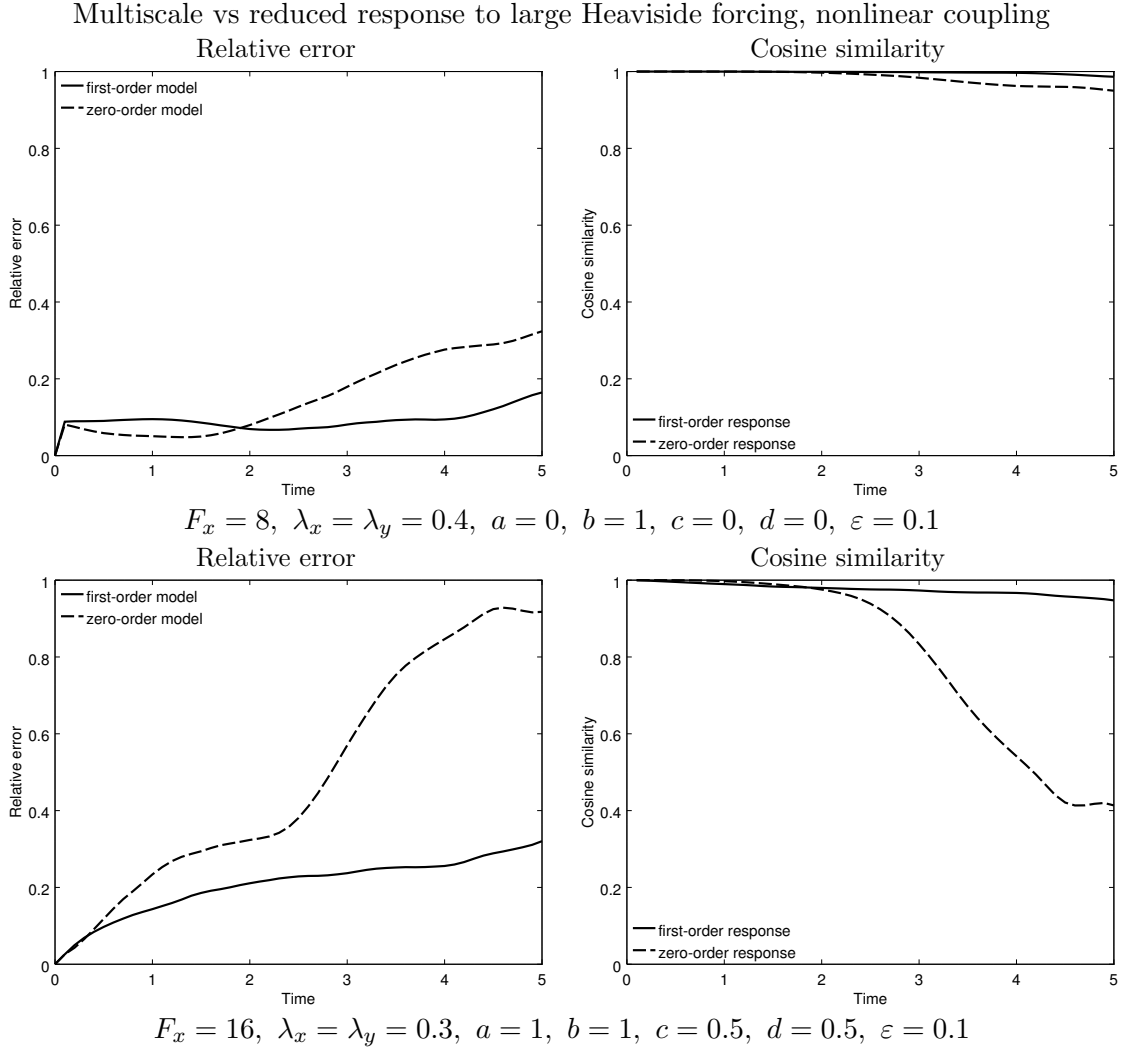 Multiscale vs reduced response to large Heaviside forcing, nonlinear coupling
Relative error
Cosine similarity
first-order model
zero-order model
Relative error
1
0.8
0.6
0.4
0.2
0
0 1 2 3 4 5
Time
first-order response
zero-order response
Cosine similarity
1
0.8
0.6
0.4
0.2
0
0 1 2 3 4 5
Time
F_x = 8, λ_x = λ_y = 0.4, a = 0, b = 1, c = 0, d = 0, ε = 0.1
Relative error
Cosine similarity
first-order model
zero-order model
Relative error
1
0.8
0.6
0.4
0.2
0
0 1 2 3 4 5
Time
first-order response
zero-order response
Cosine similarity
1
0.8
0.6
0.4
0.2
0
0 1 2 3 4 5
Time
F_x = 16, λ_x = λ_y = 0.3, a = 1, b = 1, c = 0.5, d = 0.5, ε = 0.1